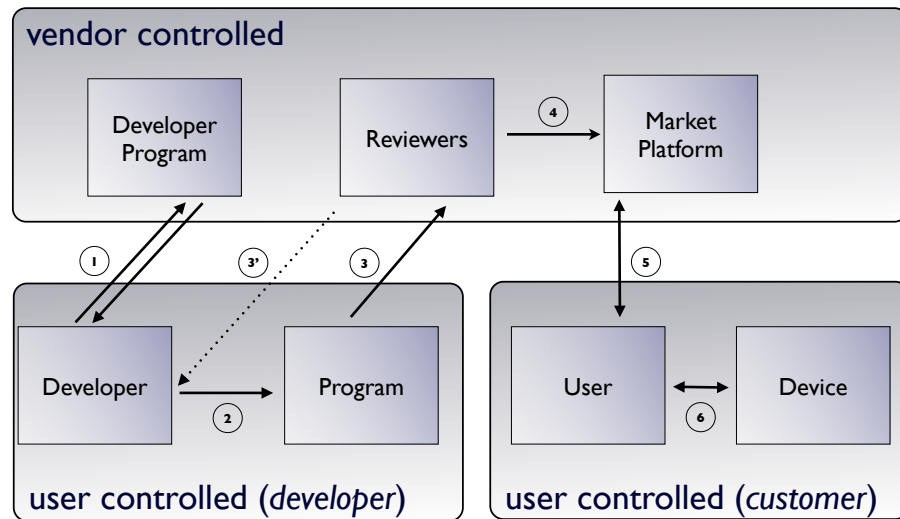 vendor controlled
Developer
Program
Reviewers
4
Market
Platform
1
3'
3
5
Developer
2
Program
User
6
Device
user controlled (developer)
user controlled (customer)